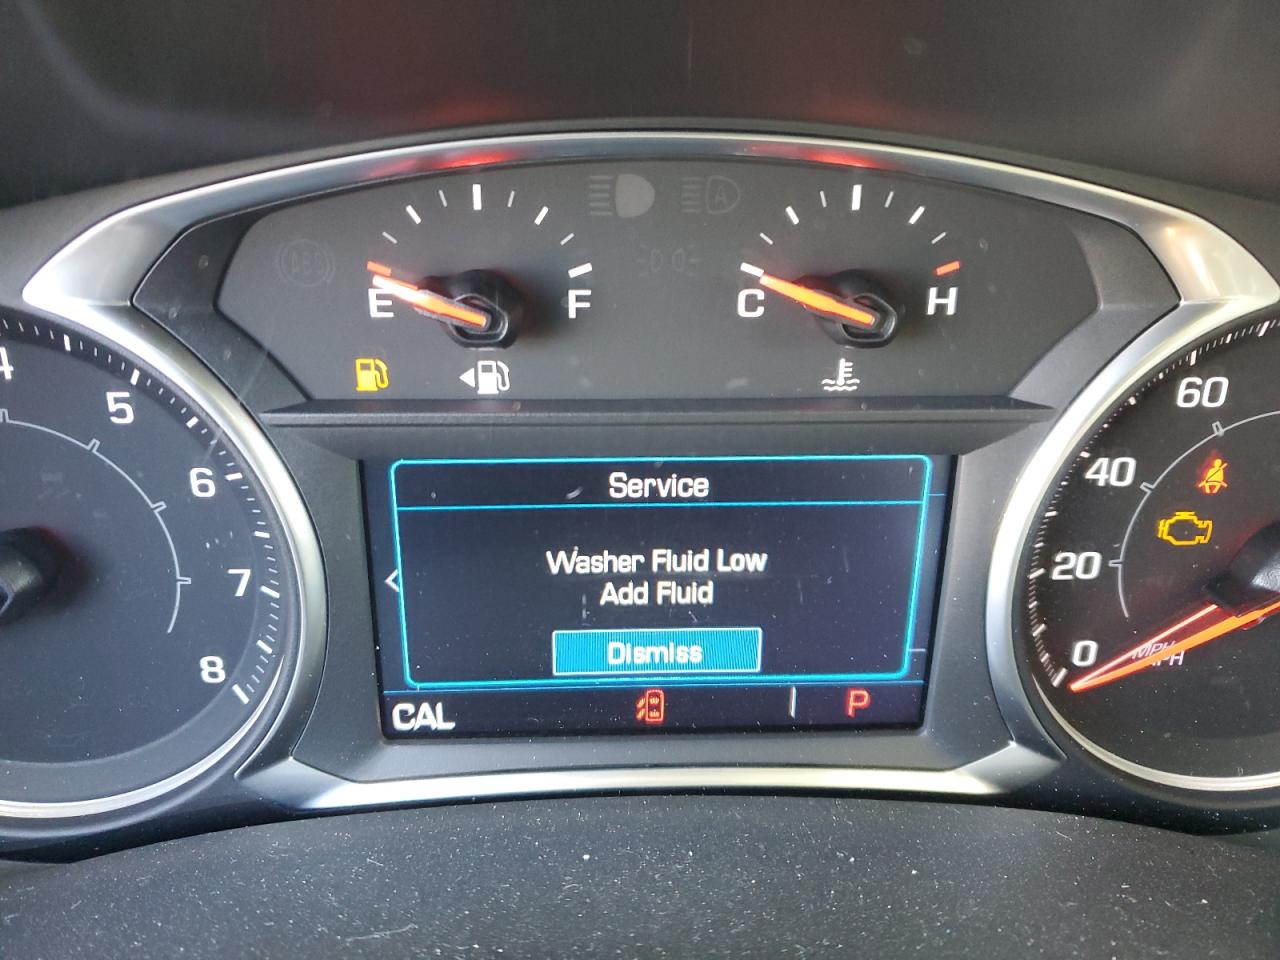 E F C H
4
5
6
7
8
60
40
20
0
MPH
Service
Washer Fluid Low
Add Fluid
Dismiss
CAL P